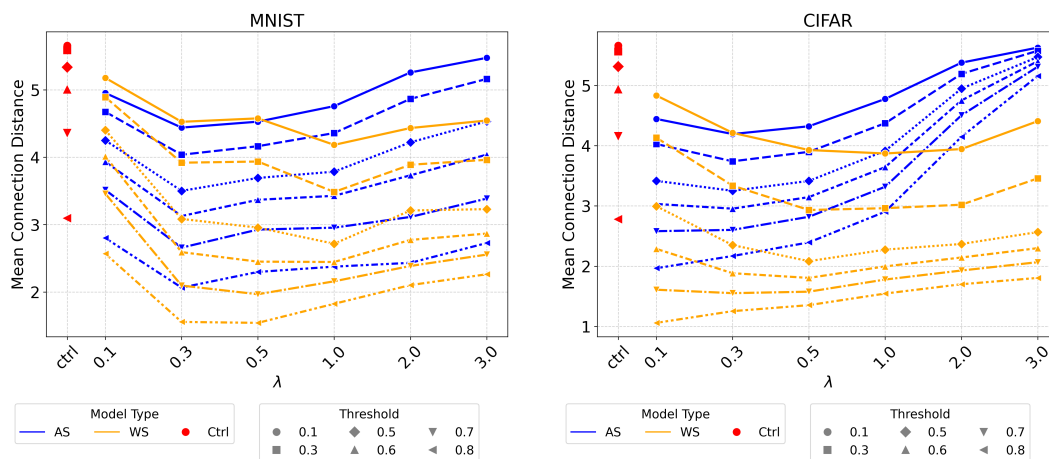 MNIST
Mean Connection Distance
5
4
3
2
ctrl 0.1 0.3 0.5 1.0 2.0 3.0
λ
Model Type
AS WS Ctrl
Threshold
0.1 0.5 0.7
0.3 0.6 0.8
CIFAR
Mean Connection Distance
5
4
3
2
1
ctrl 0.1 0.3 0.5 1.0 2.0 3.0
λ
Model Type
AS WS Ctrl
Threshold
0.1 0.5 0.7
0.3 0.6 0.8